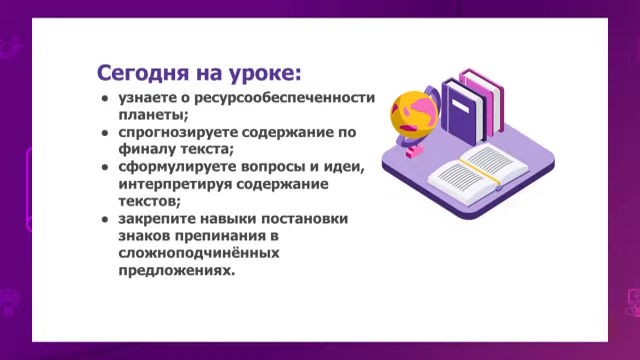 Сегодня на уроке:
● узнаете о ресурсообеспеченности
планеты;
● спрогнозируете содержание по
финалу текста;
● сформулируете вопросы и идеи,
интерпретируя содержание
текстов;
● закрепите навыки постановки
знаков препинания в
сложноподчинённых
предложениях.